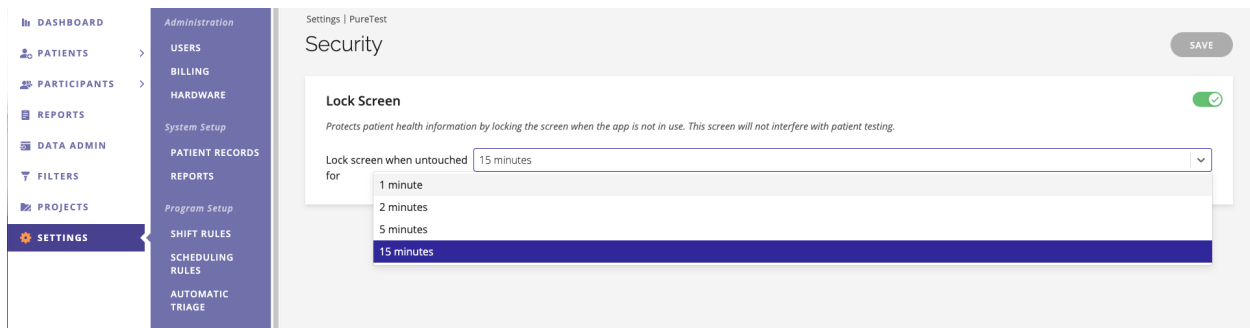 DASHBOARD
PATIENTS
PARTICIPANTS
REPORTS
DATA ADMIN
FILTERS
PROJECTS
SETTINGS
Administration
USERS
BILLING
HARDWARE
System Setup
PATIENT RECORDS
REPORTS
Program Setup
SHIFT RULES
SCHEDULING
RULES
AUTOMATIC
TRIAGE
Settings | PureTest
Security
SAVE
Lock Screen
Protects patient health information by locking the screen when the app is not in use. This screen will not interfere with patient testing.
Lock screen when untouched
for
15 minutes
1 minute
2 minutes
5 minutes
15 minutes